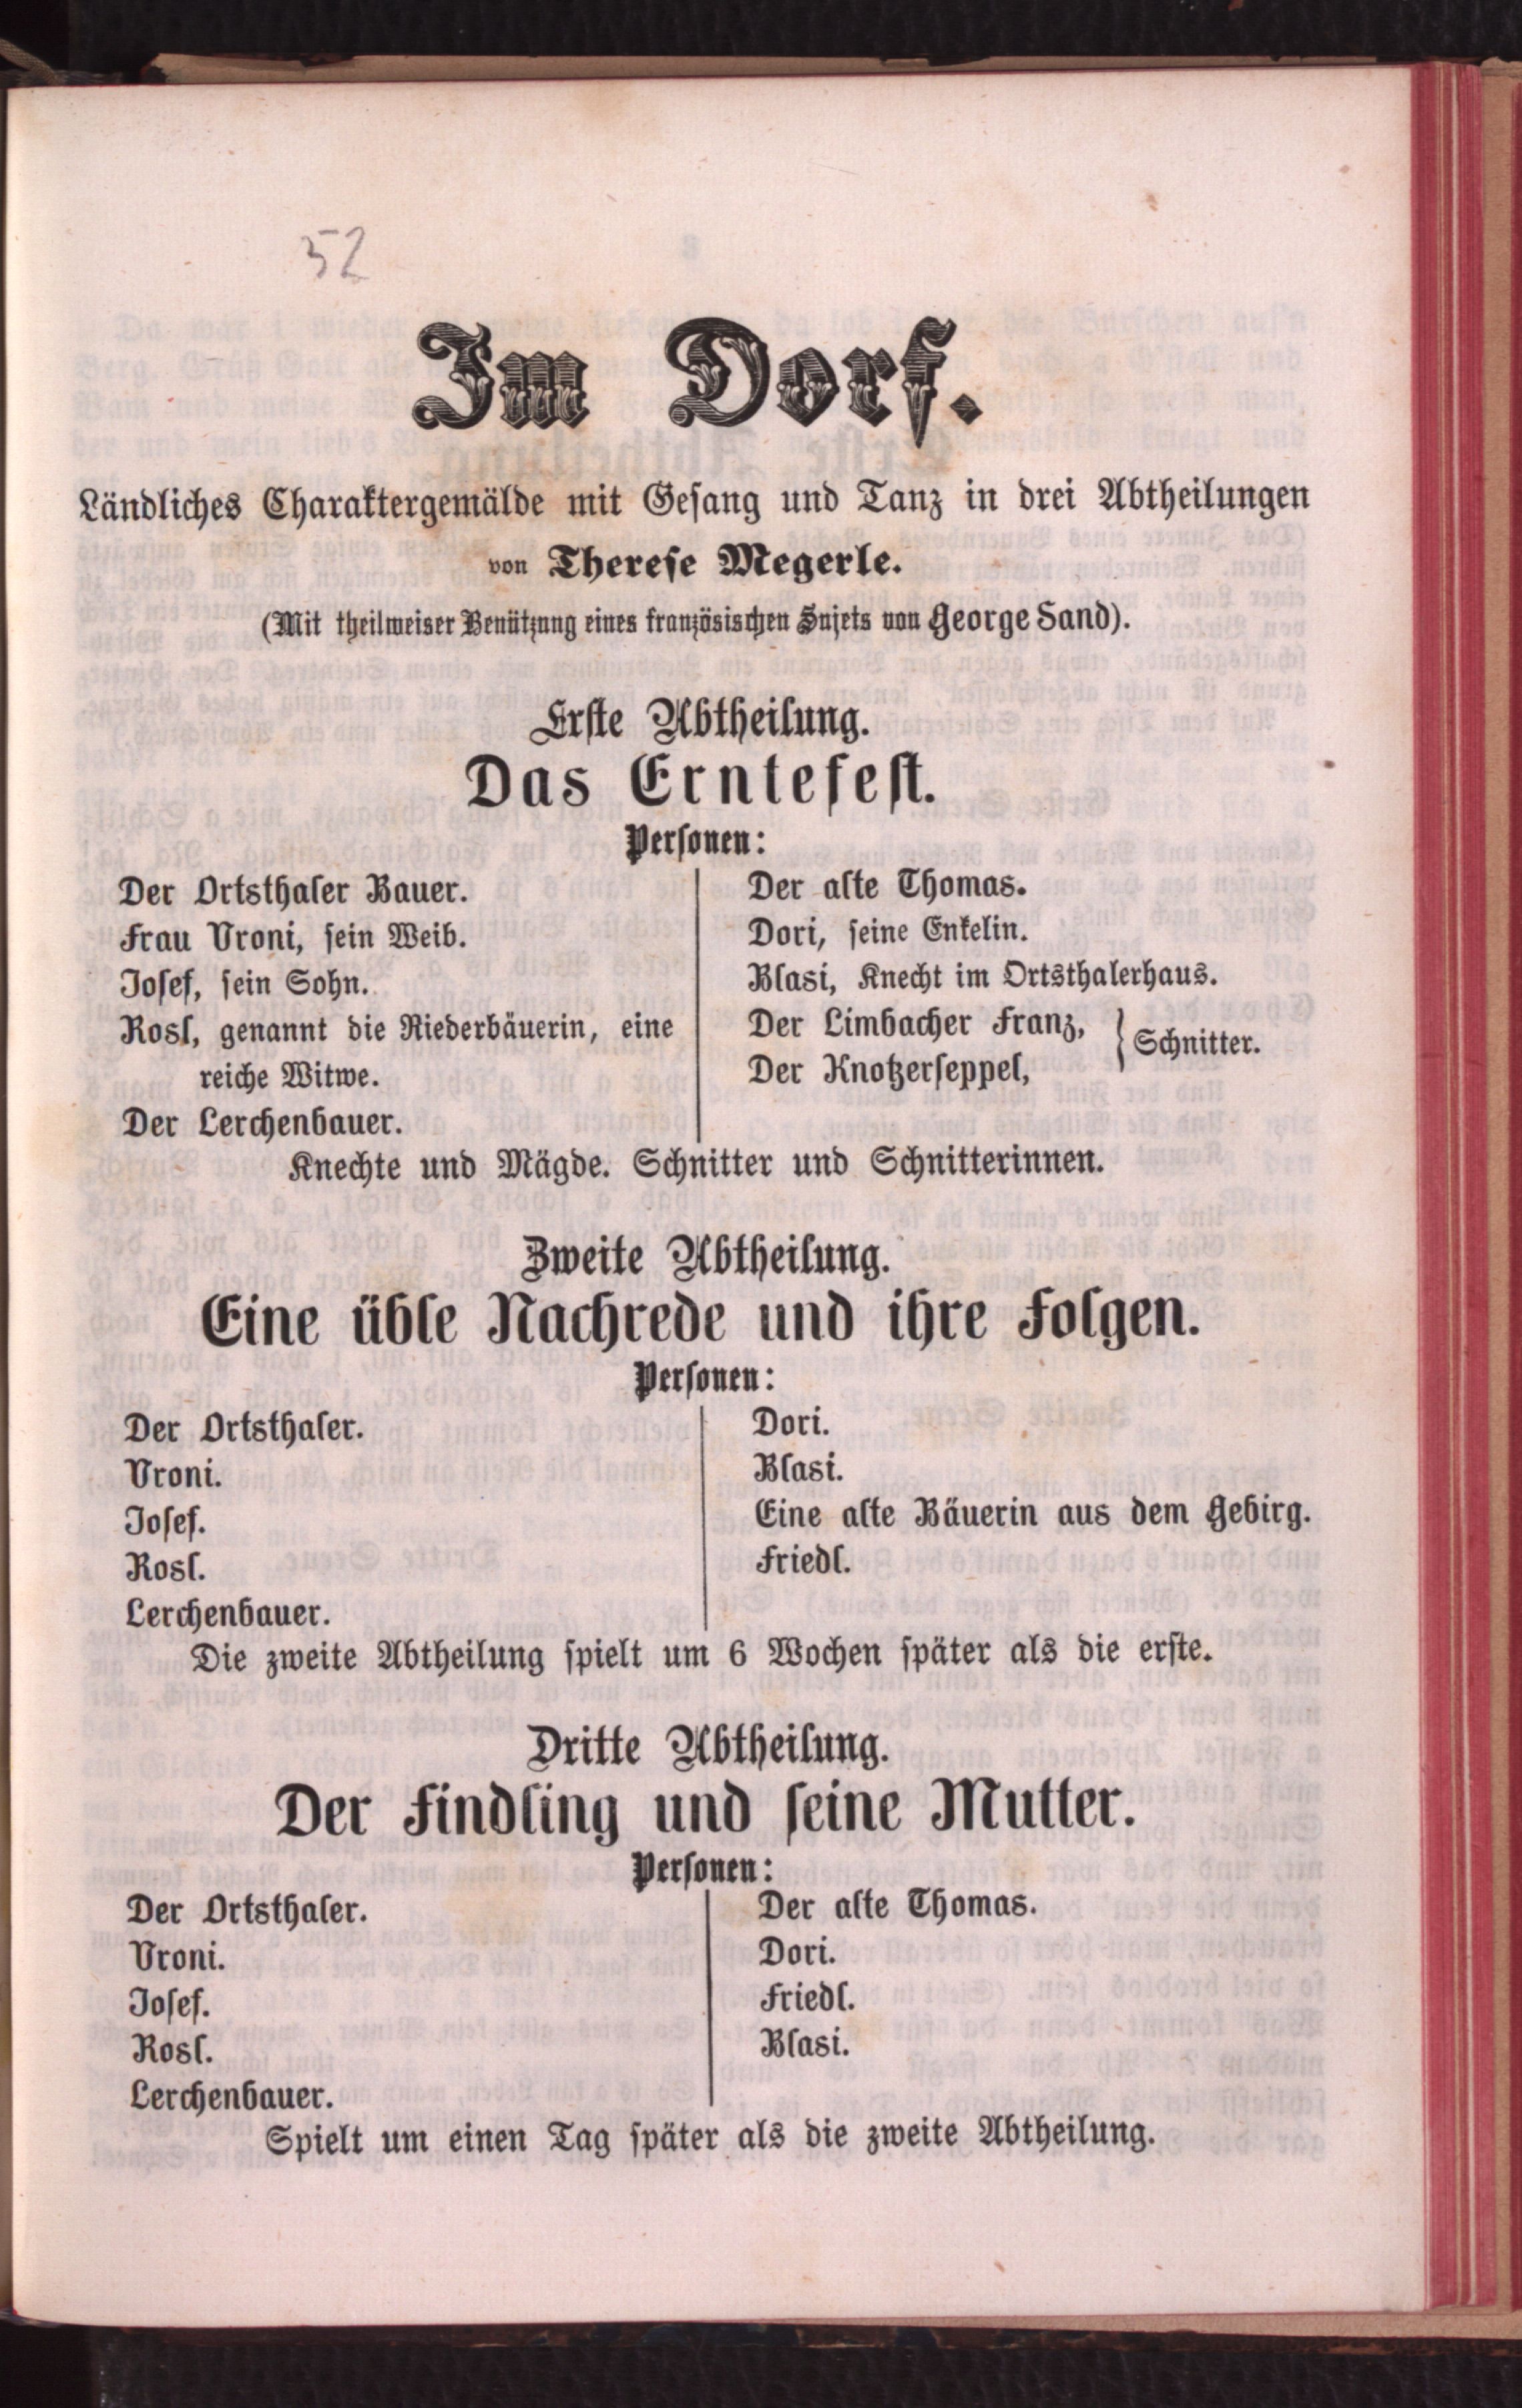 52
Im Dorf.
Ländliches Charaktergemälde mit Gesang und Tanz in drei Abtheilungen
von Therese Megerle.
(Mit theilweiser Benützung eines französischen Sujets von George Sand).
Erste Abtheilung.
Das Erntefest.
Personen:
Der Ortsthaler Bauer.
Frau Vroni, sein Weib.
Josef, sein Sohn.
Rosl, genannt die Riederbäuerin, eine
reiche Witwe.
Der Lerchenbauer.
Der alte Thomas.
Dori, seine Enkelin.
Blasi, Knecht im Ortsthalerhaus.
Der Limbacher Franz,
Der Knotzerseppel,
} Schnitter.
Knechte und Mägde. Schnitter und Schnitterinnen.
Zweite Abtheilung.
Eine üble Nachrede und ihre Folgen.
Personen:
Der Ortsthaler.
Vroni.
Josef.
Rosl.
Lerchenbauer.
Dori.
Blasi.
Eine alte Bäuerin aus dem Gebirg.
Friedl.
Die zweite Abtheilung spielt um 6 Wochen später als die erste.
Dritte Abtheilung.
Der Findling und seine Mutter.
Personen:
Der Ortsthaler.
Vroni.
Josef.
Rosl.
Lerchenbauer.
Der alte Thomas.
Dori.
Friedl.
Blasi.
Spielt um einen Tag später als die zweite Abtheilung.